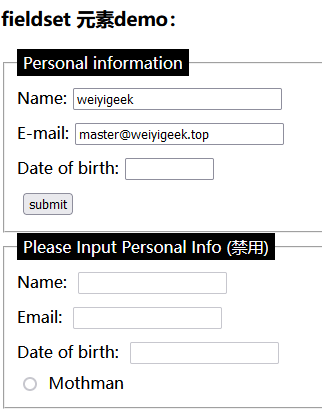 fieldset 元素demo：
Personal information
Name: weiyigeek
E-mail: master@weiyigeek.top
Date of birth:
submit
Please Input Personal Info (禁用)
Name:
Email:
Date of birth:
Mothman